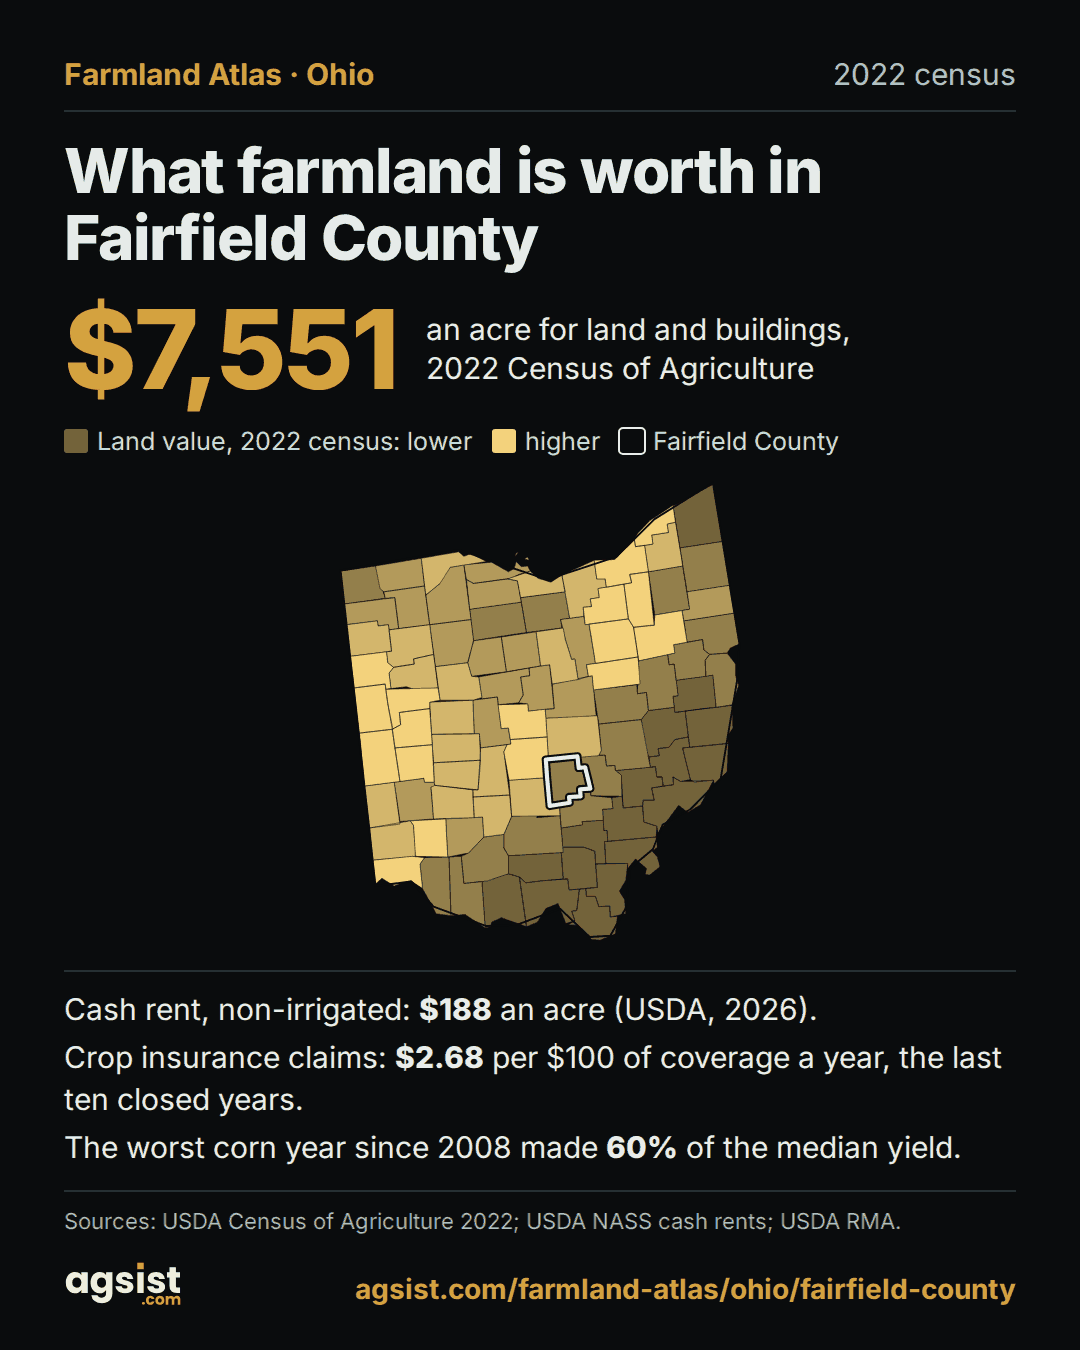 Farmland Atlas · Ohio
2022 census
What farmland is worth in
Fairfield County
$7,551
an acre for land and buildings,
2022 Census of Agriculture
Land value, 2022 census: lower
higher
Fairfield County
Cash rent, non-irrigated: $188 an acre (USDA, 2026).
Crop insurance claims: $2.68 per $100 of coverage a year, the last
ten closed years.
The worst corn year since 2008 made 60% of the median yield.
Sources: USDA Census of Agriculture 2022; USDA NASS cash rents; USDA RMA.
agsist
.com
agsist.com/farmland-atlas/ohio/fairfield-county